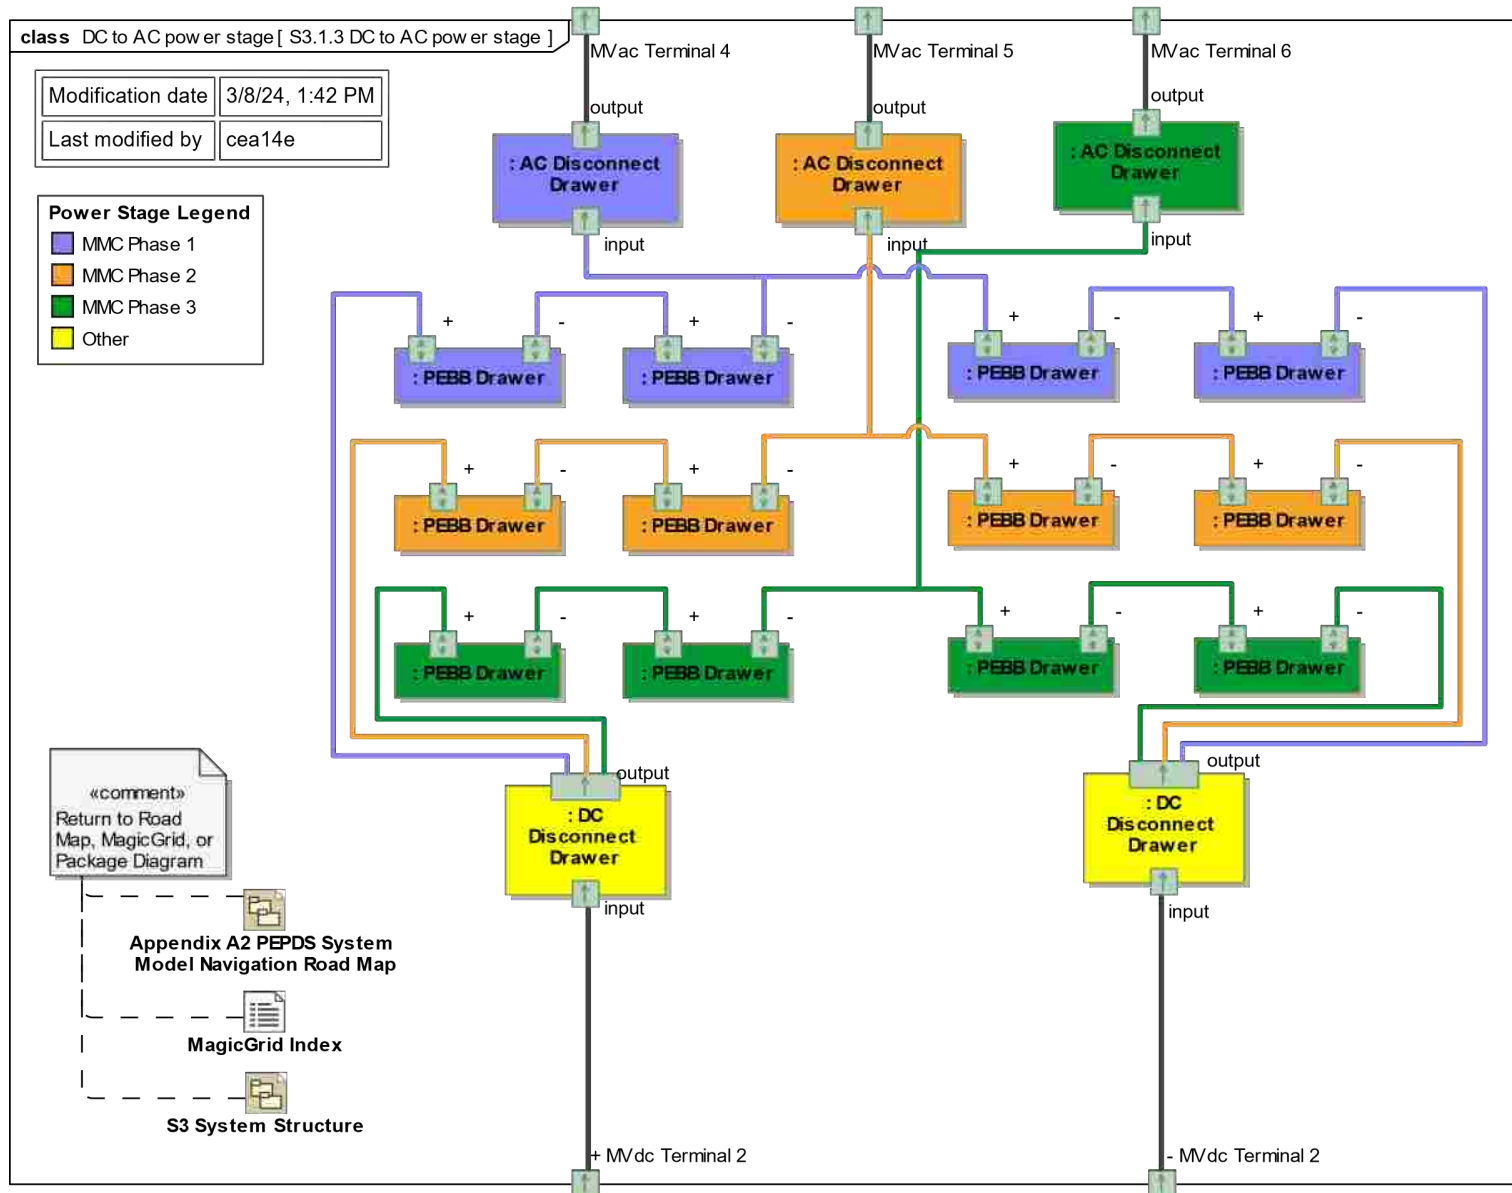 class DC to AC power stage [ S3.1.3 DC to AC power stage ]
MVac Terminal 4
MVac Terminal 5
MVac Terminal 6
Modification date 3/8/24, 1:42 PM
Last modified by cea14e
output
output
output
: AC Disconnect
Drawer
: AC Disconnect
Drawer
: AC Disconnect
Drawer
input
input
input
Power Stage Legend
MMC Phase 1
MMC Phase 2
MMC Phase 3
Other
+ - + - + - + -
: PEBB Drawer
: PEBB Drawer
: PEBB Drawer
: PEBB Drawer
+ - + - + - + -
: PEBB Drawer
: PEBB Drawer
: PEBB Drawer
: PEBB Drawer
+ - + - + - + -
: PEBB Drawer
: PEBB Drawer
: PEBB Drawer
: PEBB Drawer
output
: DC
Disconnect
Drawer
input
output
: DC
Disconnect
Drawer
input
«comment»
Return to Road
Map, MagicGrid, or
Package Diagram
Appendix A2 PEPDS System
Model Navigation Road Map
MagicGrid Index
S3 System Structure
+ MVdc Terminal 2
- MVdc Terminal 2